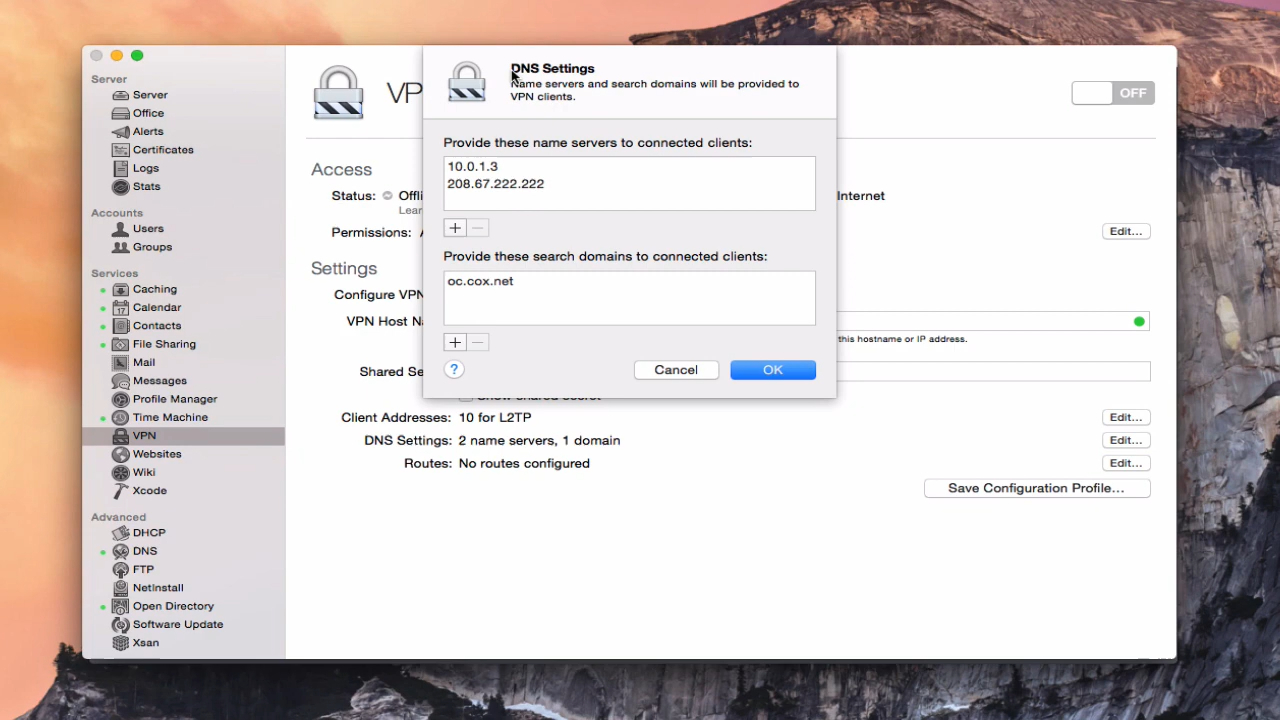 Server
Server
Office
Alerts
Certificates
Logs
Stats
Accounts
Users
Groups
Services
Caching
17
Calendar
Contacts
File Sharing
Mail
Messages
Profile Manager
Time Machine
VPN
Websites
Wiki
Xcode
Advanced
DHCP
DNS
FTP
NetInstall
Open Directory
Software Update
Xsan
VP
OFF
Access
Status: Offli
Internet
Lear
Permissions: A
Edit...
Settings
Configure VPN
VPN Host Na
this hostname or IP address.
Shared Se
Show shared secret
Client Addresses: 10 for L2TP
Edit...
DNS Settings: 2 name servers, 1 domain
Edit...
Routes: No routes configured
Edit...
Save Configuration Profile...
DNS Settings
Name servers and search domains will be provided to
VPN clients.
Provide these name servers to connected clients:
10.0.1.3
208.67.222.222
+ −
Provide these search domains to connected clients:
oc.cox.net
+ −
?
Cancel
OK